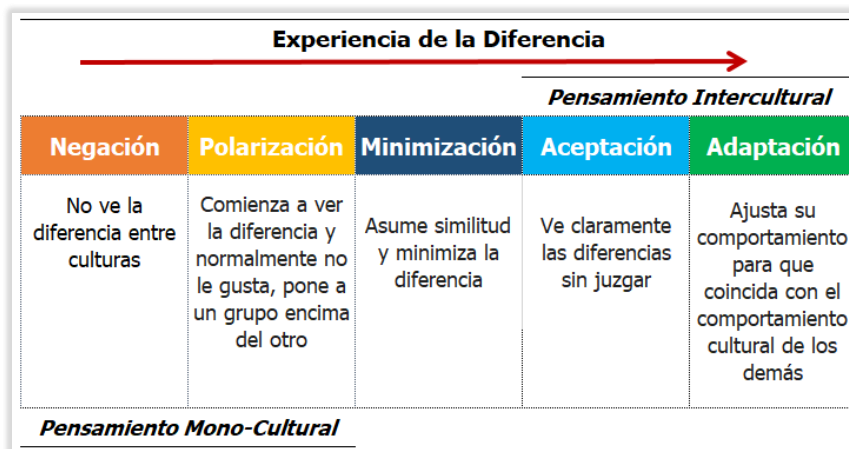 Experiencia de la Diferencia
Pensamiento Intercultural
Negación
Polarización
Minimización
Aceptación
Adaptación
No ve la
diferencia entre
culturas
Comienza a ver
la diferencia y
normalmente no
le gusta, pone a
un grupo encima
del otro
Asume similitud
y minimiza la
diferencia
Ve claramente
las diferencias
sin juzgar
Ajusta su
comportamiento
para que
coincida con el
comportamiento
cultural de los
demás
Pensamiento Mono-Cultural